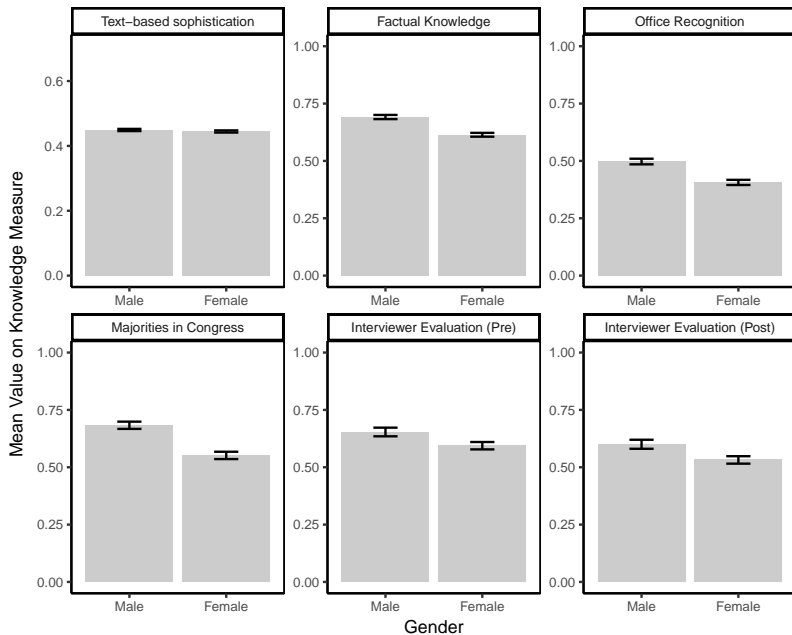 Text−based sophistication
Factual Knowledge
Office Recognition
0.6
0.4
0.2
0.0
1.00
0.75
0.50
0.25
0.00
1.00
0.75
0.50
0.25
0.00
Male Female
Male Female
Male Female
Majorities in Congress
Interviewer Evaluation (Pre)
Interviewer Evaluation (Post)
1.00
0.75
0.50
0.25
0.00
1.00
0.75
0.50
0.25
0.00
1.00
0.75
0.50
0.25
0.00
Male Female
Male Female
Male Female
Mean Value on Knowledge Measure
Gender